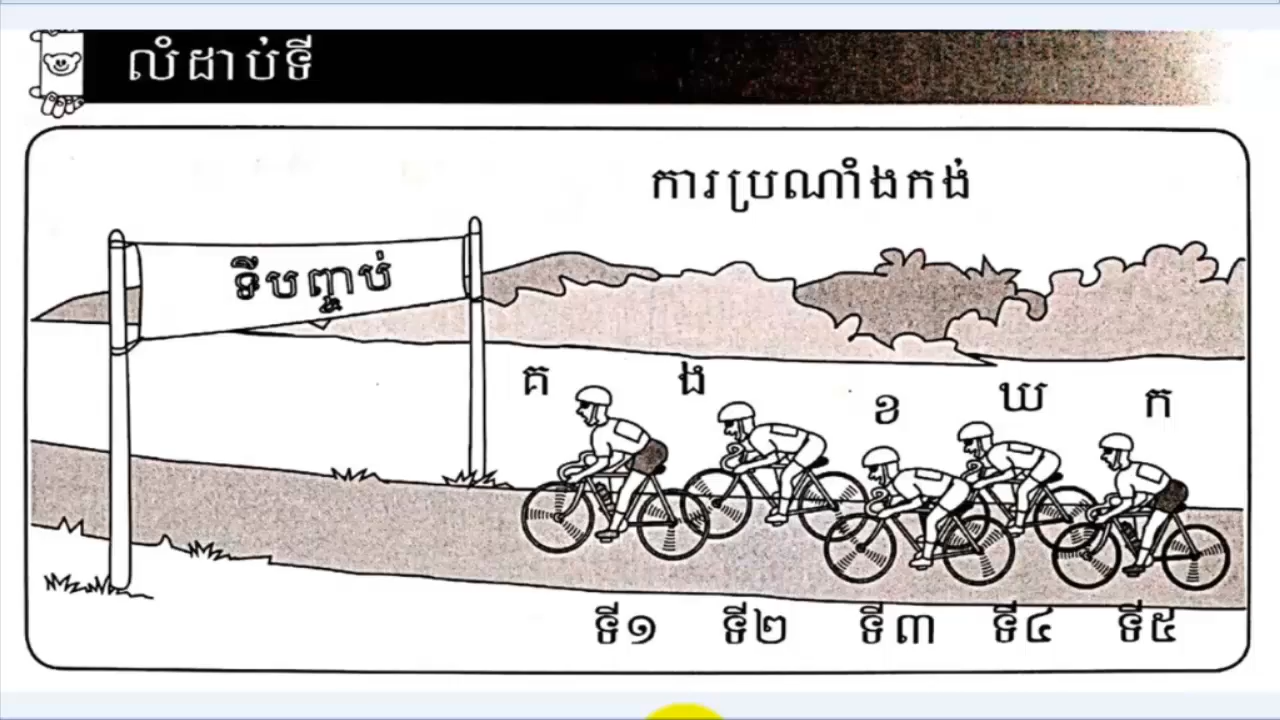 លំដាប់ទី
ការប្រណាំងកង់
ទីបញ្ចប់
គ ង ខ ឃ ក
ទី១ ទី២ ទី៣ ទី៤ ទី៥